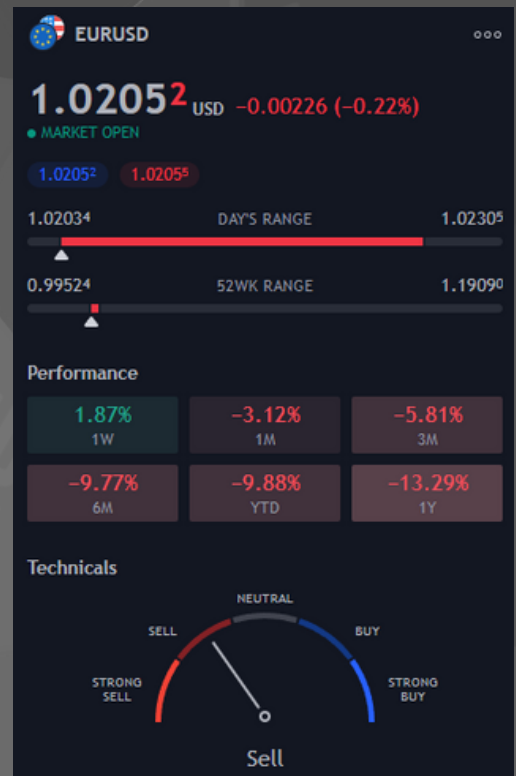 EURUSD
1.02052 USD −0.00226 (−0.22%)
MARKET OPEN
1.02052 1.02055
1.02034 DAY'S RANGE 1.02305
0.99524 52WK RANGE 1.19090
Performance
1.87% −3.12% −5.81%
1W 1M 3M
−9.77% −9.88% −13.29%
6M YTD 1Y
Technicals
NEUTRAL
SELL BUY
STRONG SELL STRONG BUY
Sell